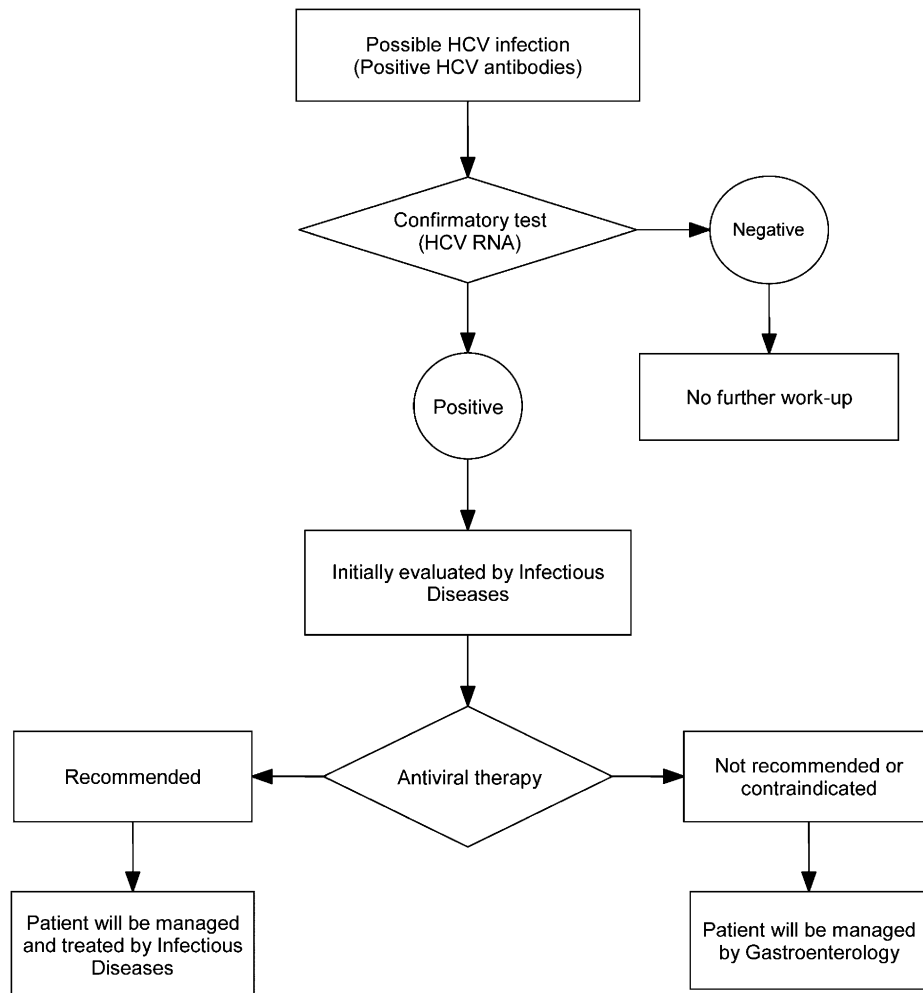 Possible HCV infection
(Positive HCV antibodies)
Confirmatory test
(HCV RNA)
Negative
Positive
No further work-up
Initially evaluated by Infectious
Diseases
Recommended
Antiviral therapy
Not recommended or
contraindicated
Patient will be managed
and treated by Infectious
Diseases
Patient will be managed
by Gastroenterology